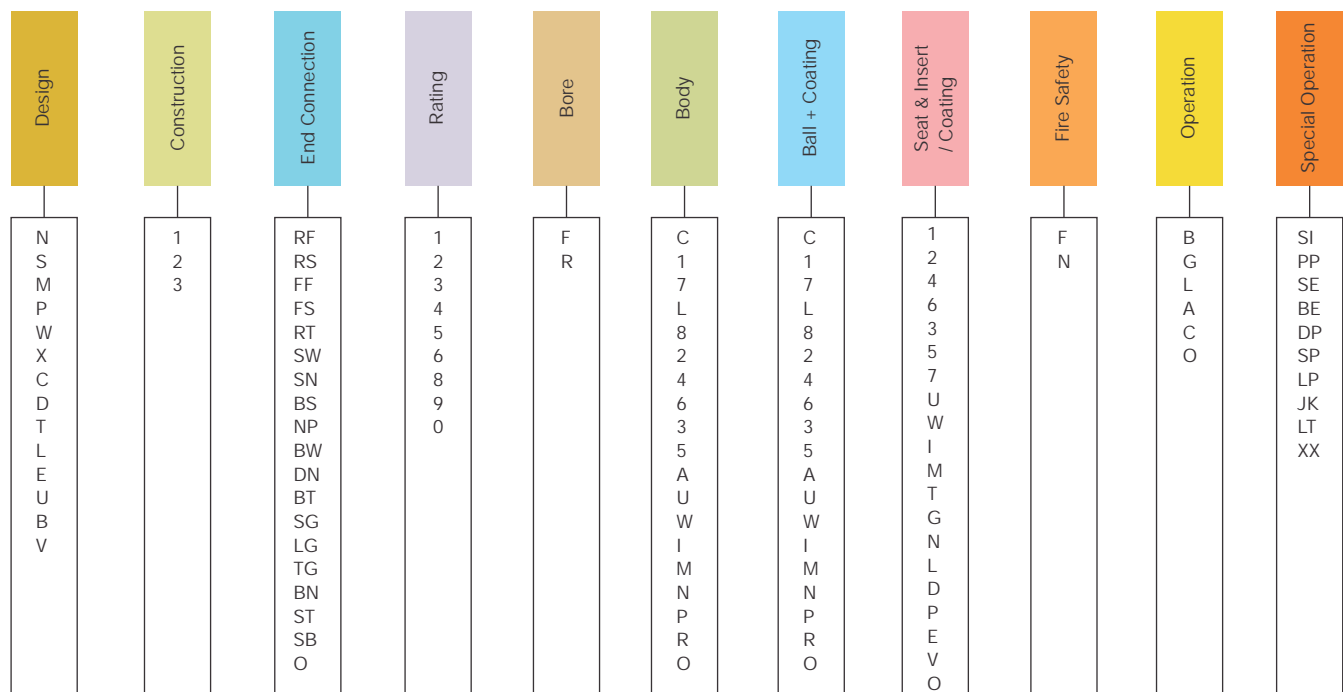 Design
Construction
End Connection
Rating
Bore
Body
Ball + Coating
Seat & Insert
/ Coating
Fire Safety
Operation
Special Operation
N
S
M
P
W
X
C
D
T
L
E
U
B
V
1
2
3
RF
RS
FF
FS
RT
SW
SN
BS
NP
BW
DN
BT
SG
LG
TG
BN
ST
SB
O
1
2
3
4
5
6
8
9
0
F
R
C
1
7
L
8
2
4
6
3
5
A
U
W
I
M
N
P
R
O
C
1
7
L
8
2
4
6
3
5
A
U
W
I
M
N
P
R
O
1
2
4
6
3
5
7
U
W
I
M
T
G
N
L
D
P
E
V
O
F
N
B
G
L
A
C
O
SI
PP
SE
BE
DP
SP
LP
JK
LT
XX